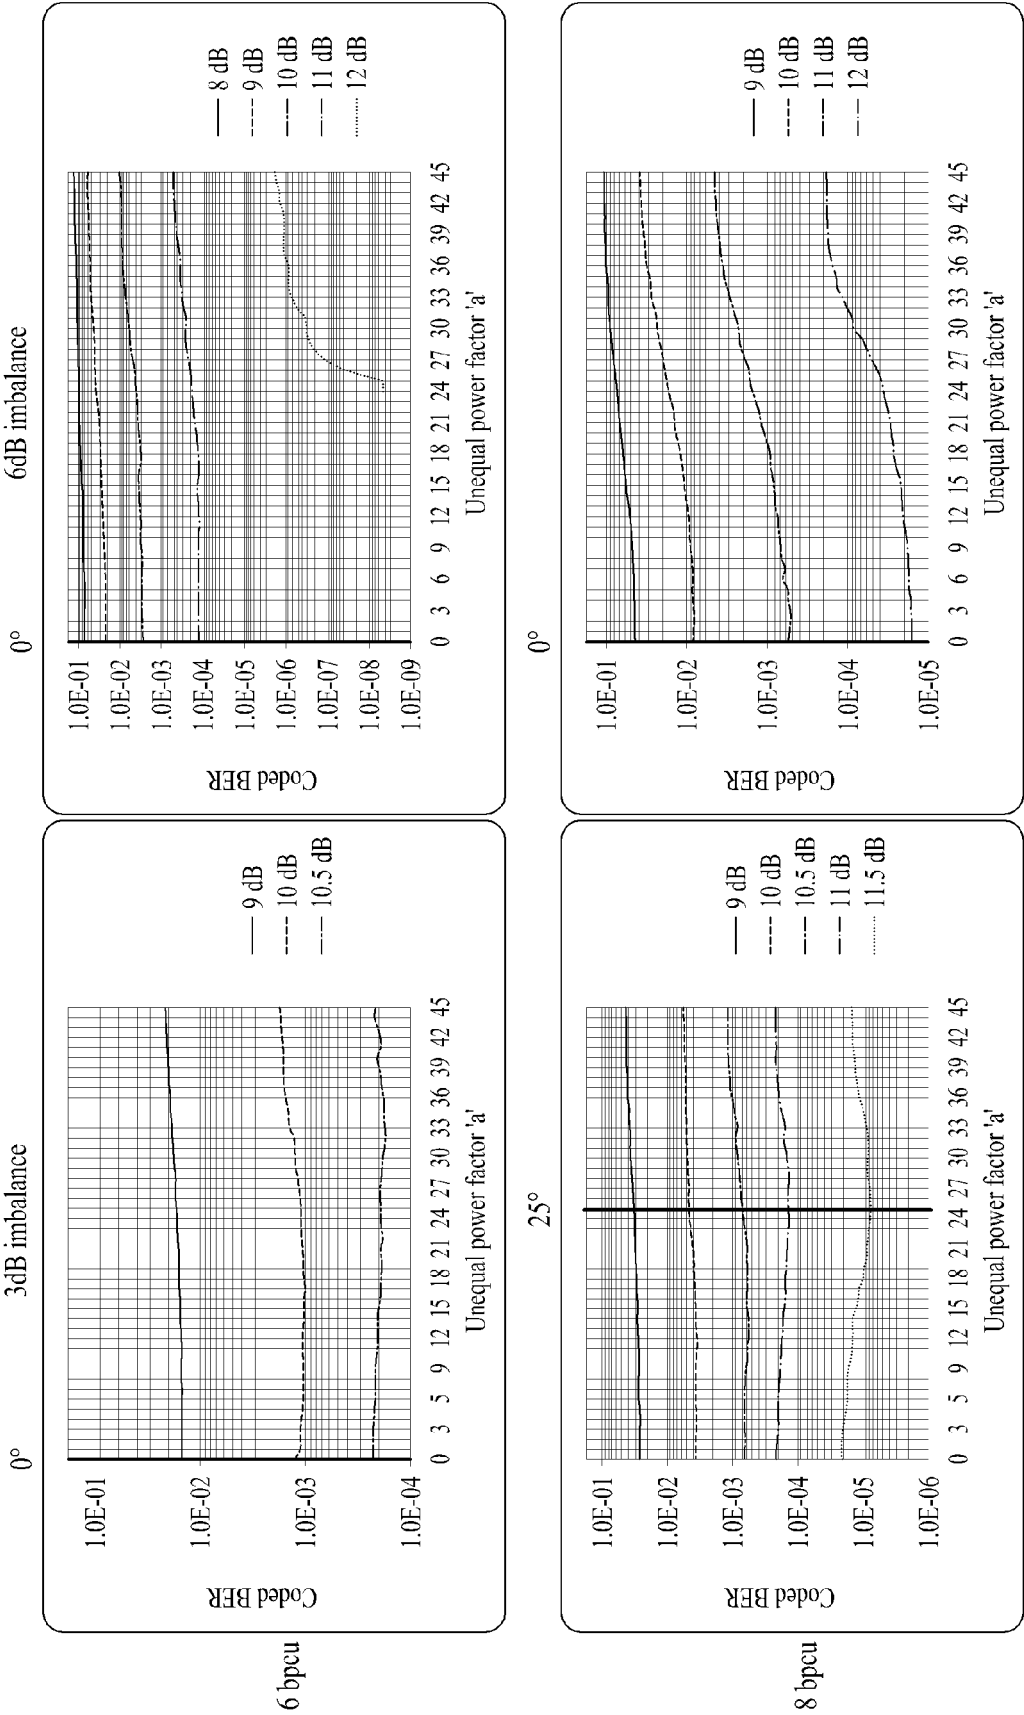 3dB imbalance
6dB imbalance
6 bpcu
0°
1.0E-01
1.0E-02
1.0E-03
1.0E-04
Coded BER
0 3 5 9 12 15 18 21 24 27 30 33 36 39 42 45
Unequal power factor 'a'
9 dB
10 dB
10.5 dB
0°
1.0E-01
1.0E-02
1.0E-03
1.0E-04
1.0E-05
1.0E-06
1.0E-07
1.0E-08
1.0E-09
Coded BER
0 3 6 9 12 15 18 21 24 27 30 33 36 39 42 45
Unequal power factor 'a'
8 dB
9 dB
10 dB
11 dB
12 dB
8 bpcu
25°
1.0E-01
1.0E-02
1.0E-03
1.0E-04
1.0E-05
1.0E-06
Coded BER
0 3 5 9 12 15 18 21 24 27 30 33 36 39 42 45
Unequal power factor 'a'
9 dB
10 dB
10.5 dB
11 dB
11.5 dB
0°
1.0E-01
1.0E-02
1.0E-03
1.0E-04
1.0E-05
Coded BER
0 3 6 9 12 15 18 21 24 27 30 33 36 39 42 45
Unequal power factor 'a'
9 dB
10 dB
11 dB
12 dB